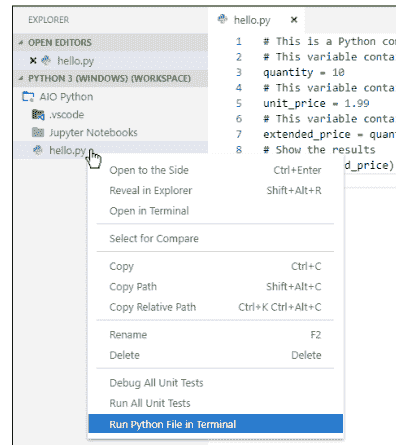 EXPLORER
OPEN EDITORS
hello.py
PYTHON 3 (WINDOWS) (WORKSPACE)
AIO Python
.vscode
Jupyter Notebooks
hello.py
hello.py
1 # This is a Python co
2 # This variable conta
3 quantity = 10
4 # This variable conta
5 unit_price = 1.99
6 # This variable conta
7 extended_price = quan
8 # Show the results
d_price)
Open to the Side Ctrl+Enter
Reveal in Explorer Shift+Alt+R
Open in Terminal
Select for Compare
Copy Ctrl+C
Copy Path Shift+Alt+C
Copy Relative Path Ctrl+K Ctrl+Alt+C
Rename F2
Delete Delete
Debug All Unit Tests
Run All Unit Tests
Run Python File in Terminal